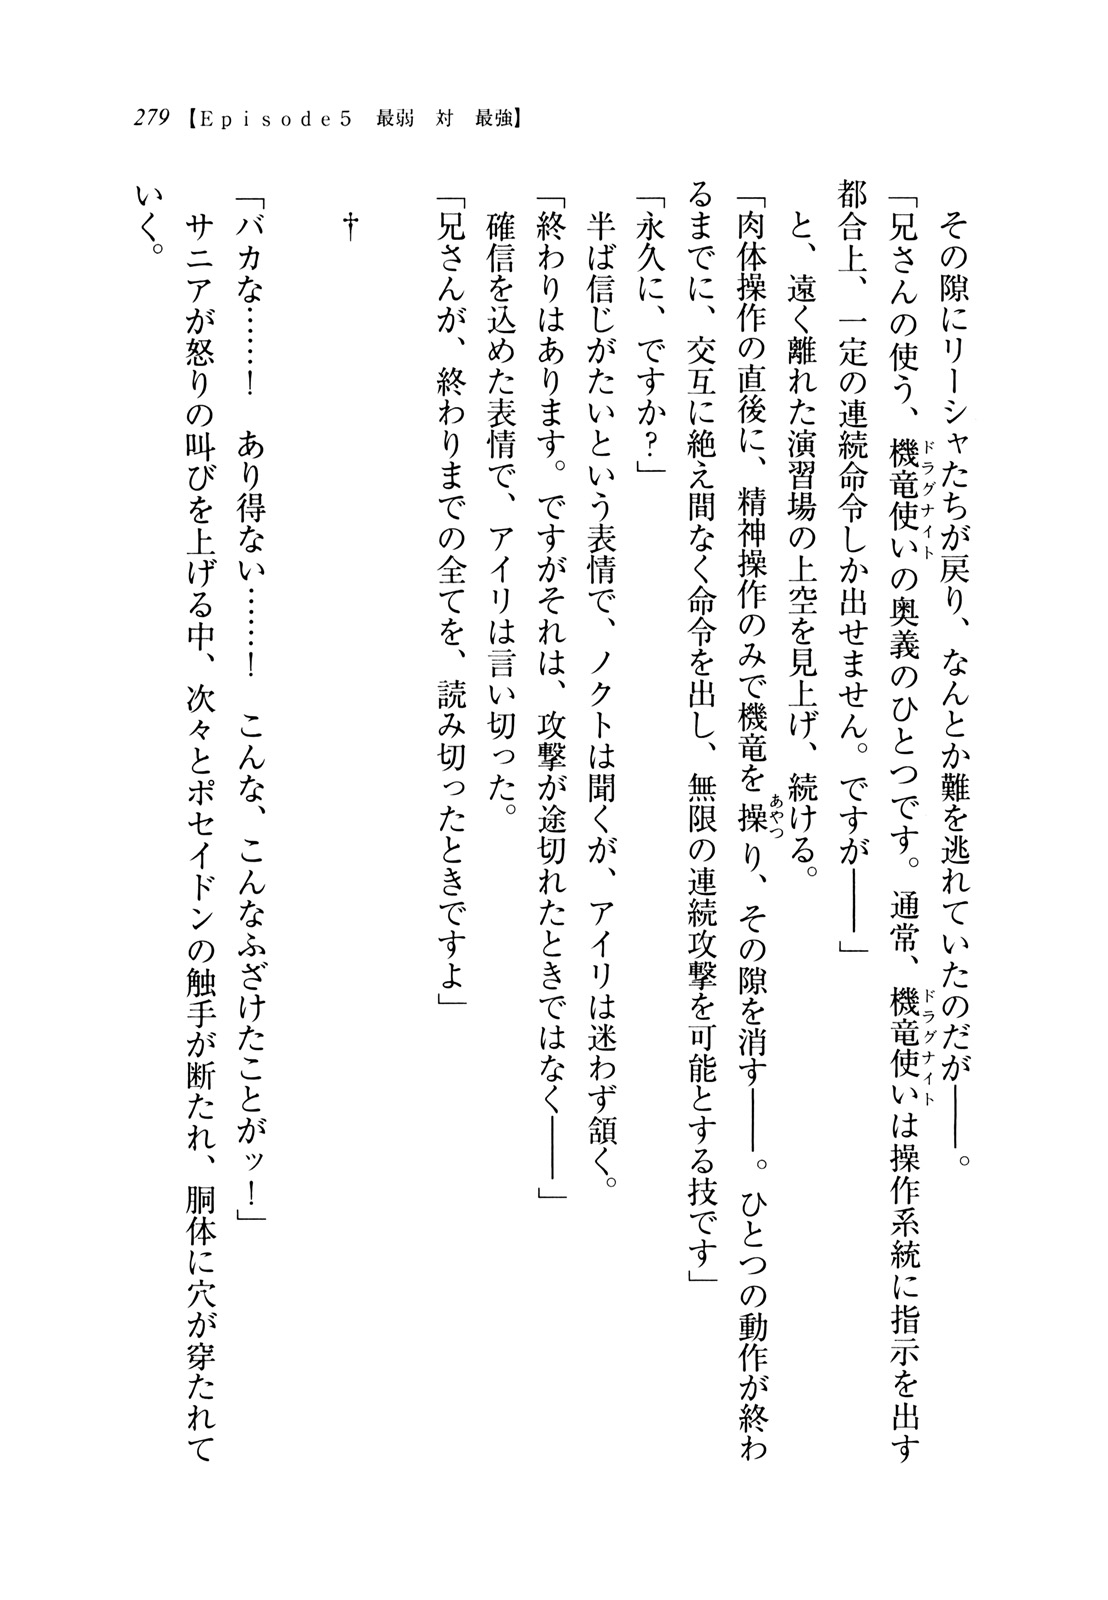 279【Episode5　最弱　対　最強】
　その隙にリーシャたちが戻り、なんとか難を逃れていたのだが――。
「兄さんの使う、機竜使いの奥義のひとつです。通常、機竜使いは操作系統に指示を出す
ドラグナイト
ドラグナイト
都合上、一定の連続命令しか出せません。ですが――」
　と、遠く離れた演習場の上空を見上げ、続ける。
「肉体操作の直後に、精神操作のみで機竜を操り、その隙を消す――。ひとつの動作が終わ
あやつ
るまでに、交互に絶え間なく命令を出し、無限の連続攻撃を可能とする技です」
「永久に、ですか？」
　半ば信じがたいという表情で、ノクトは聞くが、アイリは迷わず頷く。
「終わりはあります。ですがそれは、攻撃が途切れたときではなく――」
　確信を込めた表情で、アイリは言い切った。
「兄さんが、終わりまでの全てを、読み切ったときですよ」
†
「バカな……！　あり得ない……！　こんな、こんなふざけたことがッ！」
　サニアが怒りの叫びを上げる中、次々とポセイドンの触手が断たれ、胴体に穴が穿たれて
いく。